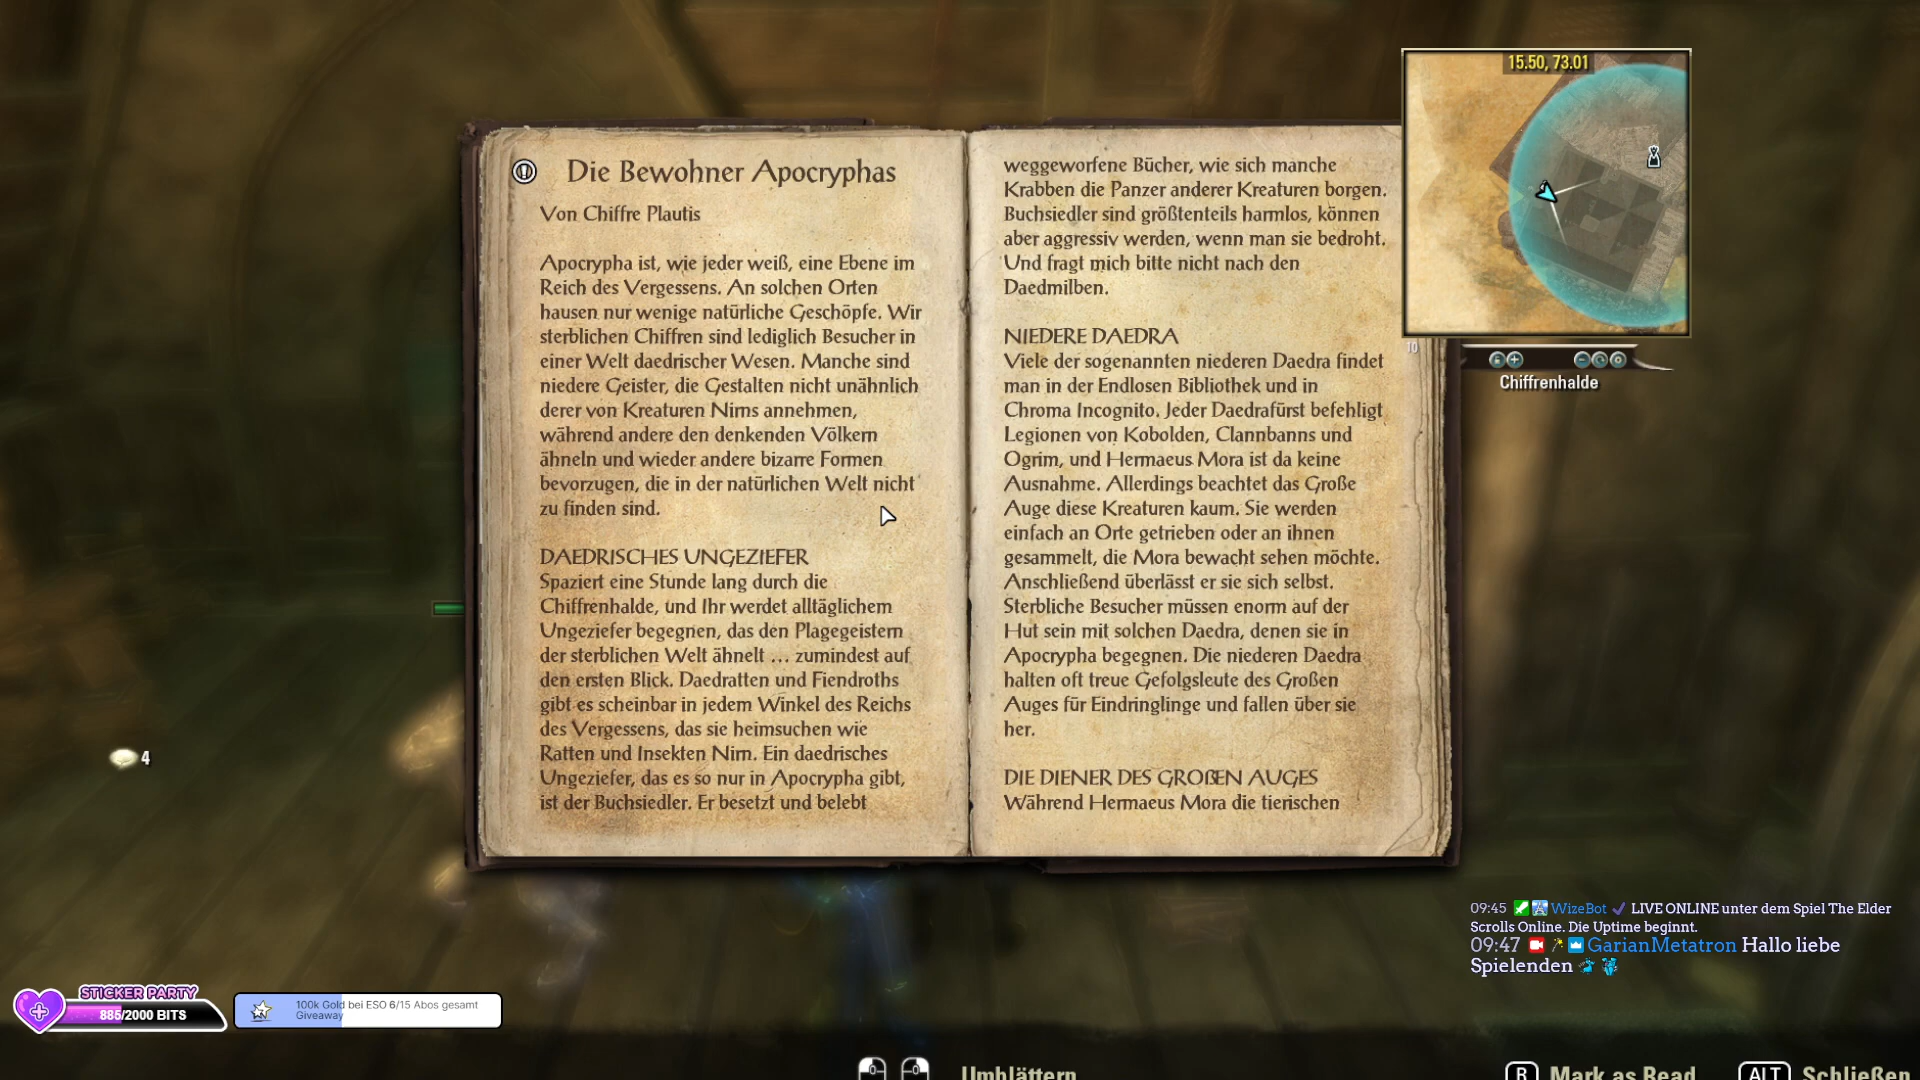 Die Bewohner Apocryphas
Von Chiffre Plautis
Apocrypha ist, wie jeder weiß, eine Ebene im
Reich des Vergessens. An solchen Orten
hausen nur wenige natürliche Geschöpfe. Wir
sterblichen Chiffren sind lediglich Besucher in
einer Welt daedrischer Wesen. Manche sind
niedere Geister, die Gestalten nicht unähnlich
derer von Kreaturen Nirns annehmen,
während andere den denkenden Völkern
ähneln und wieder andere bizarre Formen
bevorzugen, die in der natürlichen Welt nicht
zu finden sind.
DAEDRISCHES UNGEZIEFER
Spaziert eine Stunde lang durch die
Chiffrenhalde, und Ihr werdet alltäglichem
Ungeziefer begegnen, das den Plagegeistern
der sterblichen Welt ähnelt ... zumindest auf
den ersten Blick. Daedratten und Fiendroths
gibt es scheinbar in jedem Winkel des Reichs
des Vergessens, das sie heimsuchen wie
Ratten und Insekten Nirn. Ein daedrisches
Ungeziefer, das es so nur in Apocrypha gibt,
ist der Buchsiedler. Er besetzt und belebt
weggeworfene Bücher, wie sich manche
Krabben die Panzer anderer Kreaturen borgen.
Buchsiedler sind größtenteils harmlos, können
aber aggressiv werden, wenn man sie bedroht.
Und fragt mich bitte nicht nach den
Daedmilben.
NIEDERE DAEDRA
Viele der sogenannten niederen Daedra findet
man in der Endlosen Bibliothek und in
Chroma Incognito. Jeder Daedrafürst befehligt
Legionen von Kobolden, Clannbanns und
Ogrim, und Hermaeus Mora ist da keine
Ausnahme. Allerdings beachtet das Große
Auge diese Kreaturen kaum. Sie werden
einfach an Orte getrieben oder an ihnen
gesammelt, die Mora bewacht sehen möchte.
Anschließend überlässt er sie sich selbst.
Sterbliche Besucher müssen enorm auf der
Hut sein mit solchen Daedra, denen sie in
Apocrypha begegnen. Die niederen Daedra
halten oft treue Gefolgsleute des Großen
Auges für Eindringlinge und fallen über sie
her.
DIE DIENER DES GROẞEN AUGES
Während Hermaeus Mora die tierischen
15.50, 73.01
10
Chiffrenhalde
4
09:45 WizeBot LIVE ONLINE unter dem Spiel The Elder
Scrolls Online. Die Uptime beginnt.
09:47 GarianMetatron Hallo liebe
Spielenden
STICKER PARTY
885/2000 BITS
100k Gold bei ESO 6/15 Abos gesamt
Giveaway
Umblättern
R Mark as Read
ALT Schließen